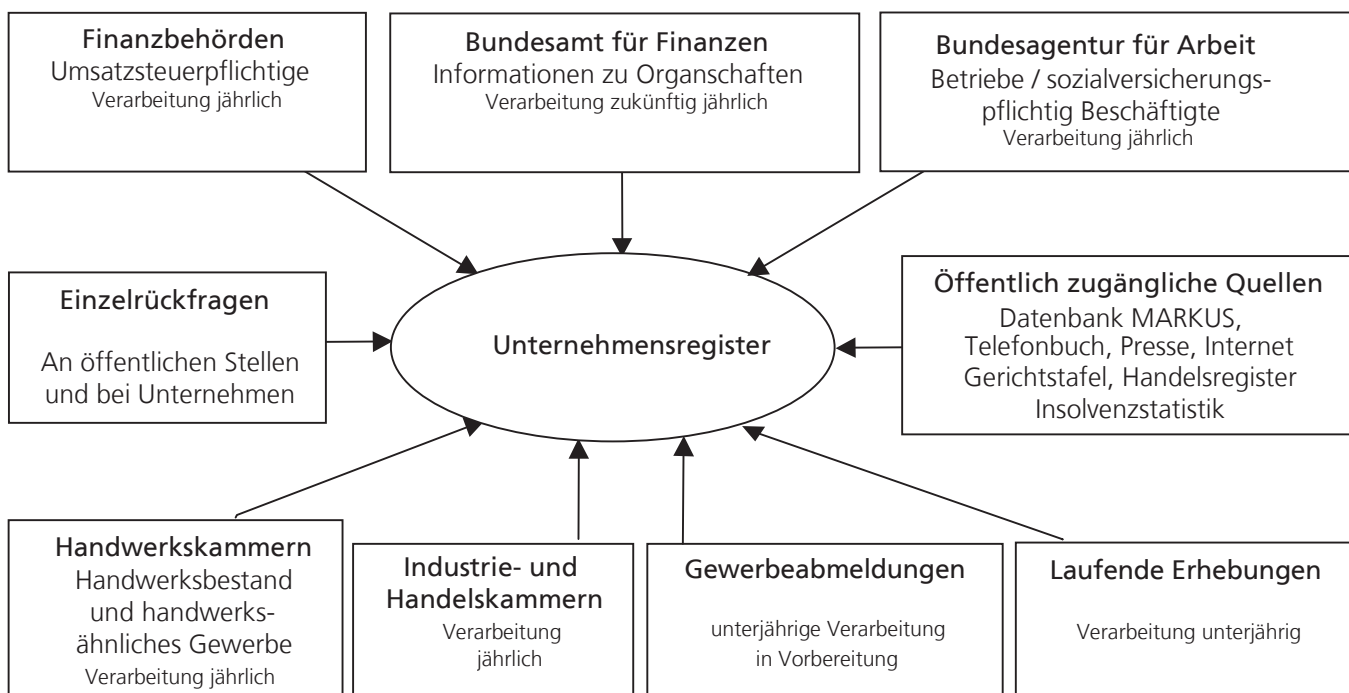 Finanzbehörden
Umsatzsteuerpflichtige
Verarbeitung jährlich
Bundesamt für Finanzen
Informationen zu Organschaften
Verarbeitung zukünftig jährlich
Bundesagentur für Arbeit
Betriebe / sozialversicherungs-
pflichtig Beschäftigte
Verarbeitung jährlich
Einzelrückfragen
An öffentlichen Stellen
und bei Unternehmen
Unternehmensregister
Öffentlich zugängliche Quellen
Datenbank MARKUS,
Telefonbuch, Presse, Internet
Gerichtstafel, Handelsregister
Insolvenzstatistik
Handwerkskammern
Handwerksbestand
und handwerks-
ähnliches Gewerbe
Verarbeitung jährlich
Industrie- und
Handelskammern
Verarbeitung
jährlich
Gewerbeabmeldungen
unterjährige Verarbeitung
in Vorbereitung
Laufende Erhebungen
Verarbeitung unterjährig